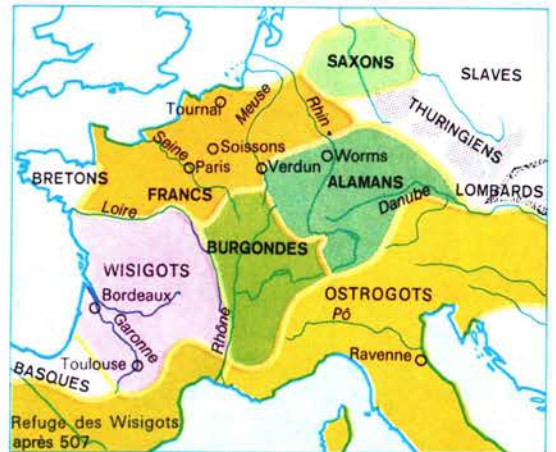 SAXONS
SLAVES
Tournai
Meuse
Rhin
THURINGIENS
Seine
Soissons
Paris
Verdun
Worms
BRETONS
FRANCS
ALAMANS
LOMBARDS
Danube
Loire
BURGONDES
WISIGOTS
OSTROGOTS
Bordeaux
Garonne
Rhône
Pô
Toulouse
Ravenne
BASQUES
Refuge des Wisigots
après 507